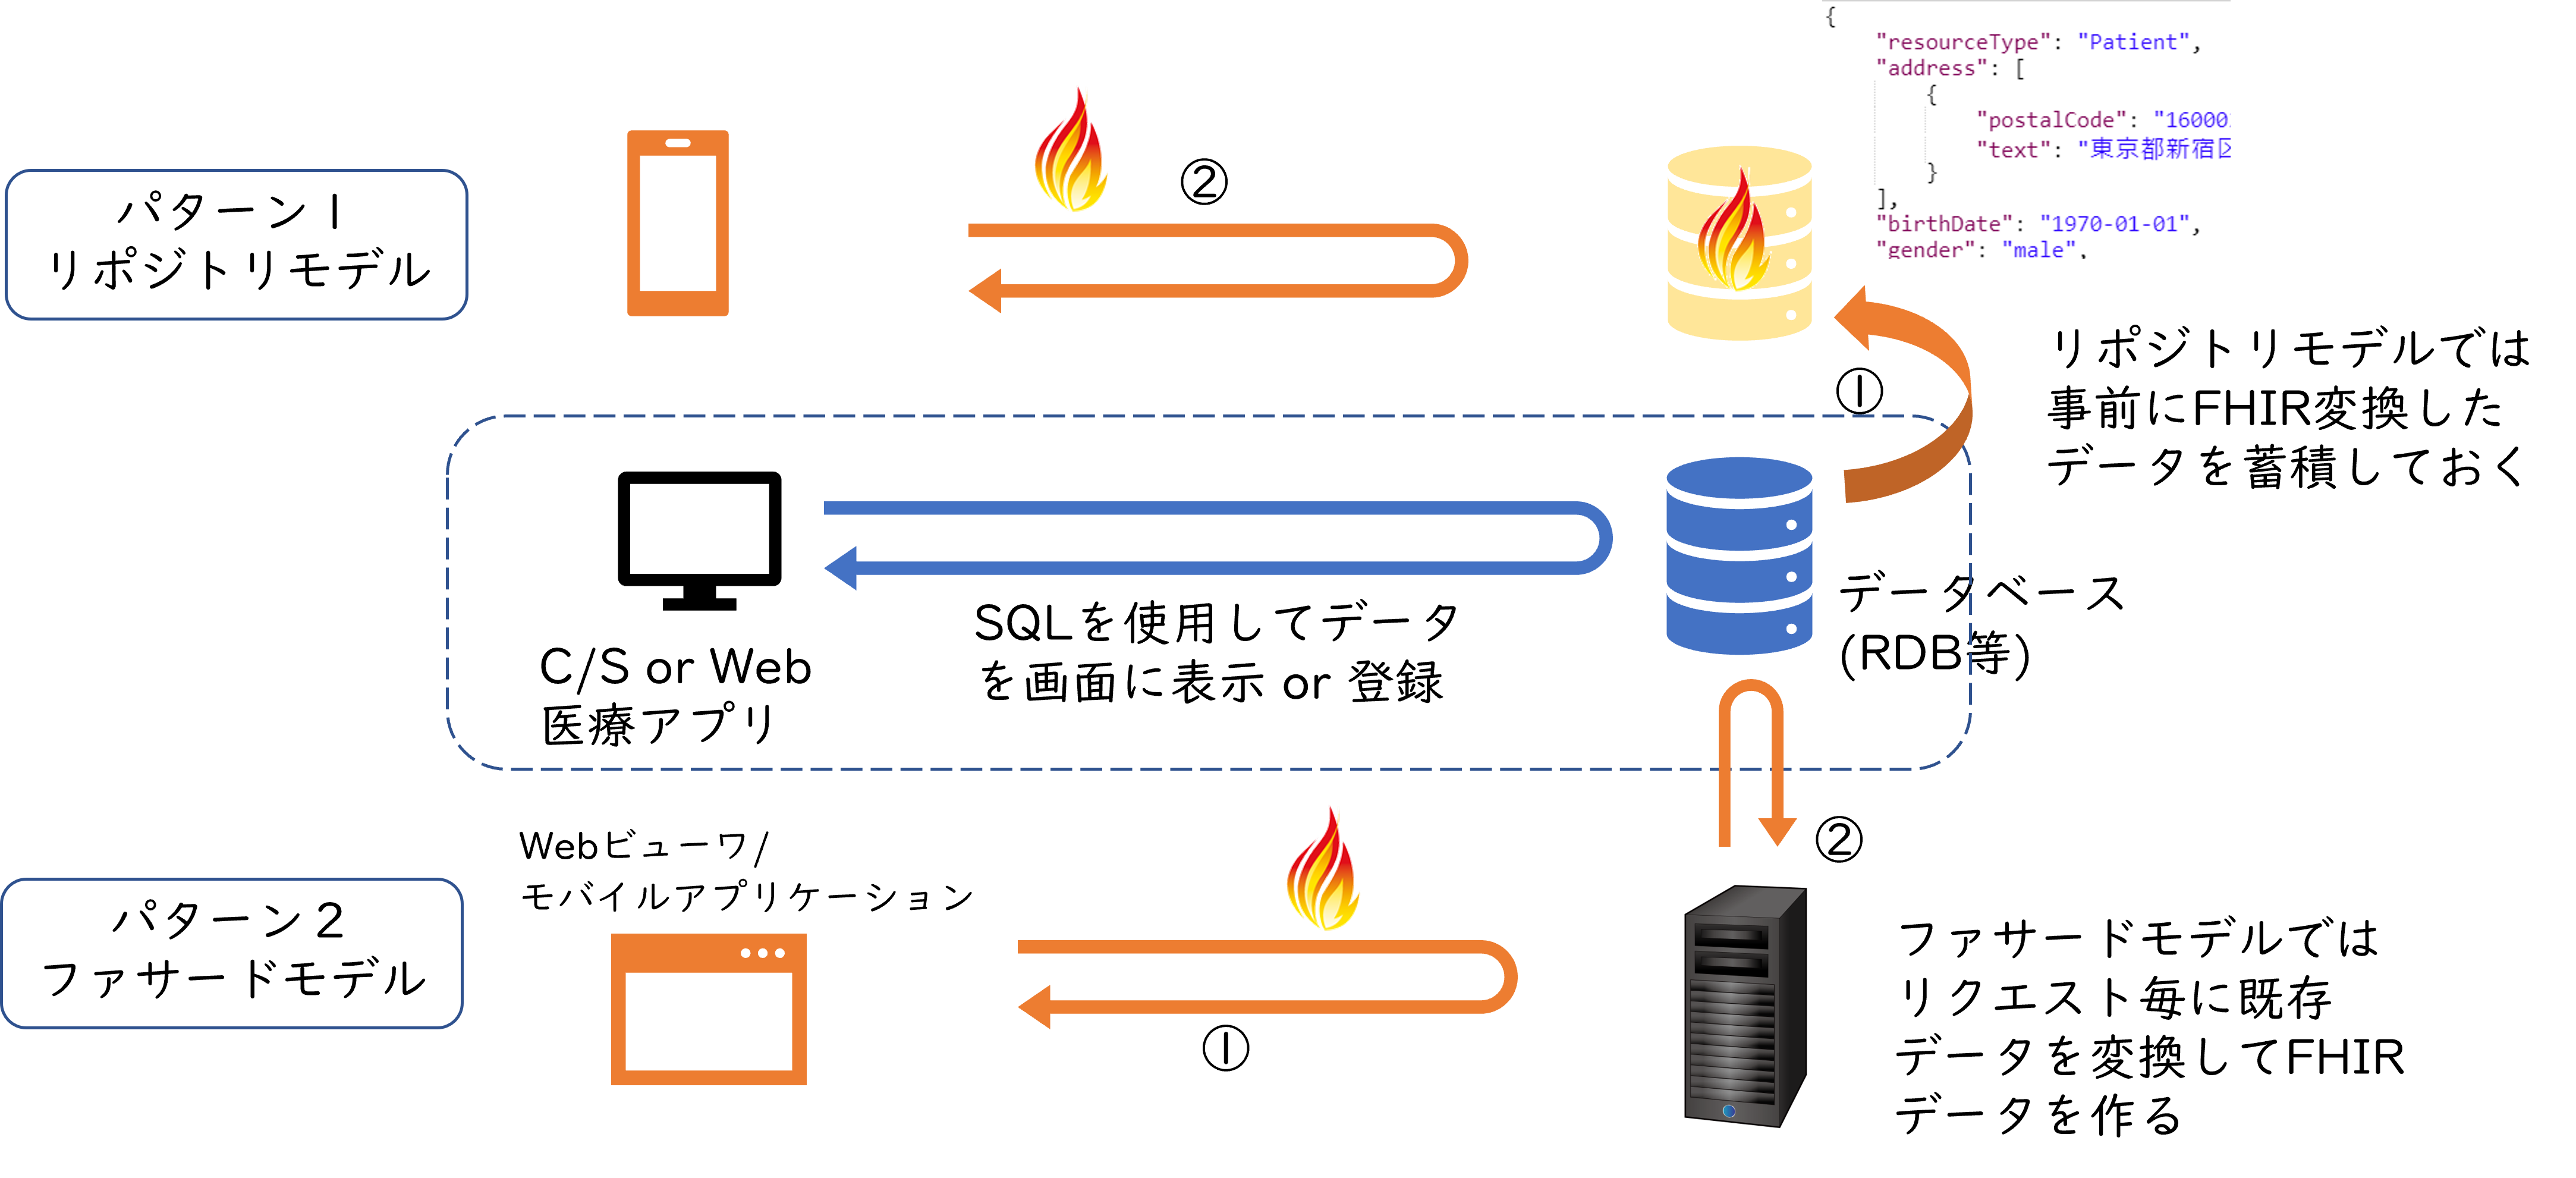 {
"resourceType": "Patient",
"address": [
{
"postalCode": "16000
"text": "東京都新宿区
}
],
"birthDate": "1970-01-01",
"gender": "male",
②
パターン1
リポジトリモデル
リポジトリモデルでは
事前にFHIR変換した
データを蓄積しておく
①
データベース
(RDB等)
SQLを使用してデータ
を画面に表示 or 登録
C/S or Web
医療アプリ
Webビューワ/
モバイルアプリケーション
②
パターン2
ファサードモデル
①
ファサードモデルでは
リクエスト毎に既存
データを変換してFHIR
データを作る